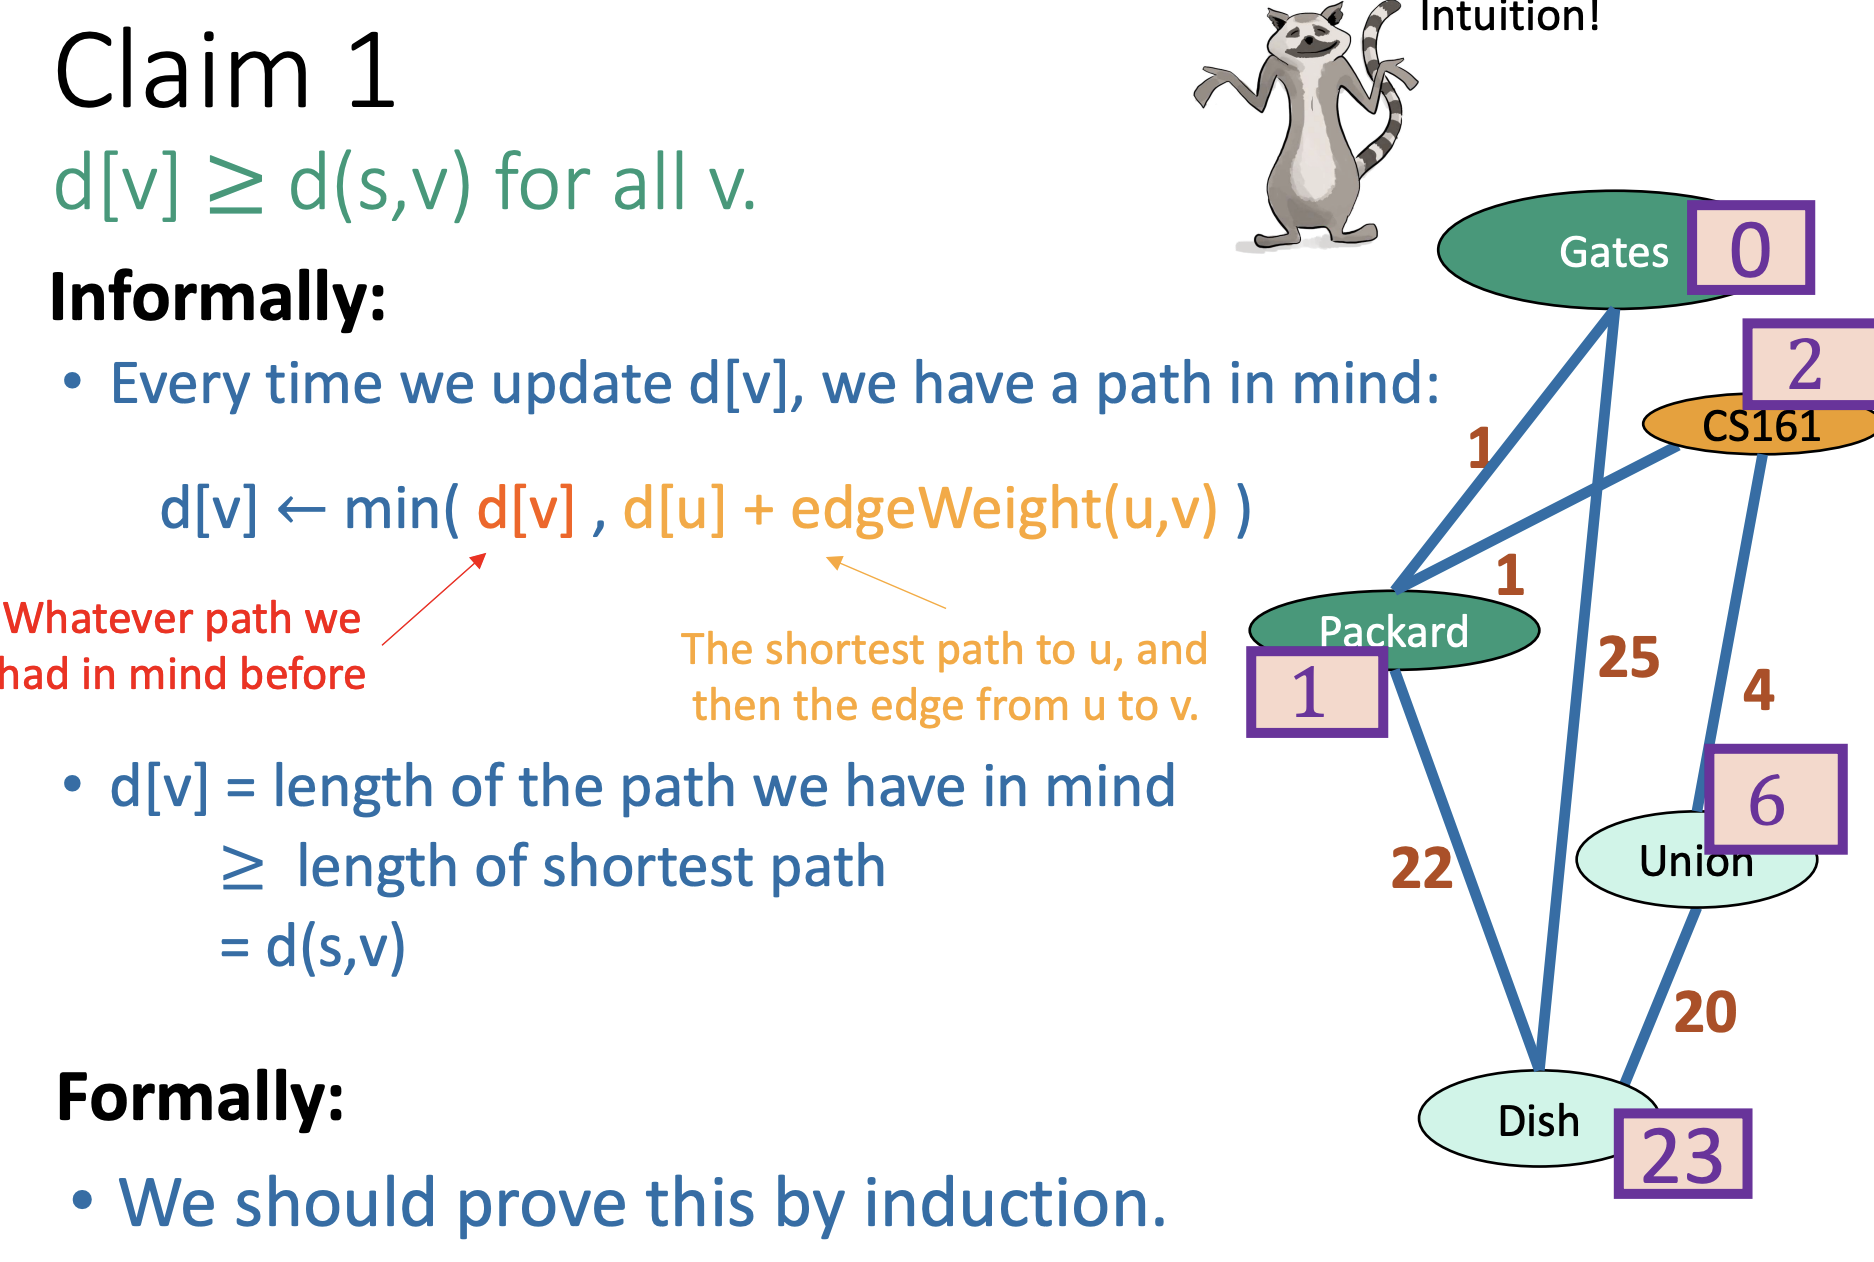 Claim 1
Intuition!
d[v] ≥ d(s,v) for all v.
Informally:
• Every time we update d[v], we have a path in mind:
d[v] ← min( d[v] , d[u] + edgeWeight(u,v) )
Whatever path we
had in mind before
The shortest path to u, and
then the edge from u to v.
• d[v] = length of the path we have in mind
≥ length of shortest path
= d(s,v)
Formally:
• We should prove this by induction.
Gates
0
2
CS161
1
1
Packard
1
25
4
6
Union
22
20
Dish
23